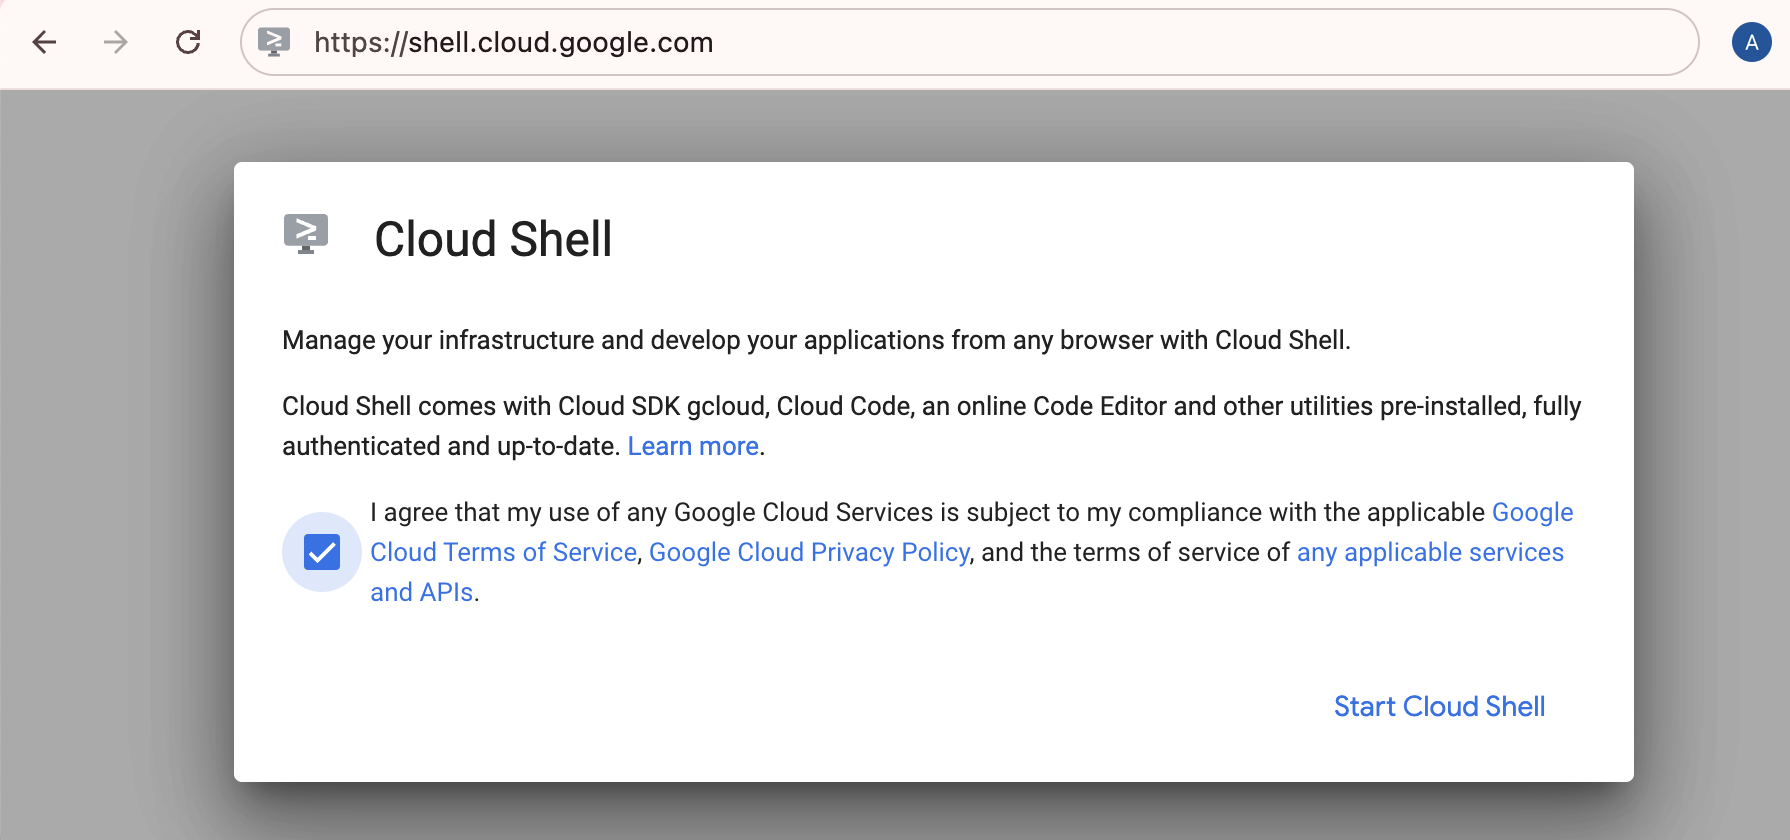 https://shell.cloud.google.com
A
Cloud Shell
Manage your infrastructure and develop your applications from any browser with Cloud Shell.
Cloud Shell comes with Cloud SDK gcloud, Cloud Code, an online Code Editor and other utilities pre-installed, fully
authenticated and up-to-date. Learn more.
I agree that my use of any Google Cloud Services is subject to my compliance with the applicable Google
Cloud Terms of Service, Google Cloud Privacy Policy, and the terms of service of any applicable services
and APIs.
Start Cloud Shell